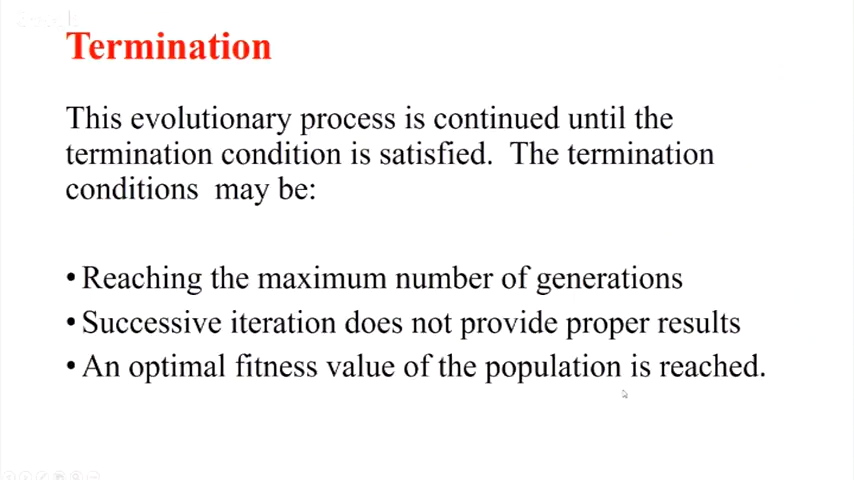 Termination
This evolutionary process is continued until the
termination condition is satisfied. The termination
conditions may be:
• Reaching the maximum number of generations
• Successive iteration does not provide proper results
• An optimal fitness value of the population is reached.